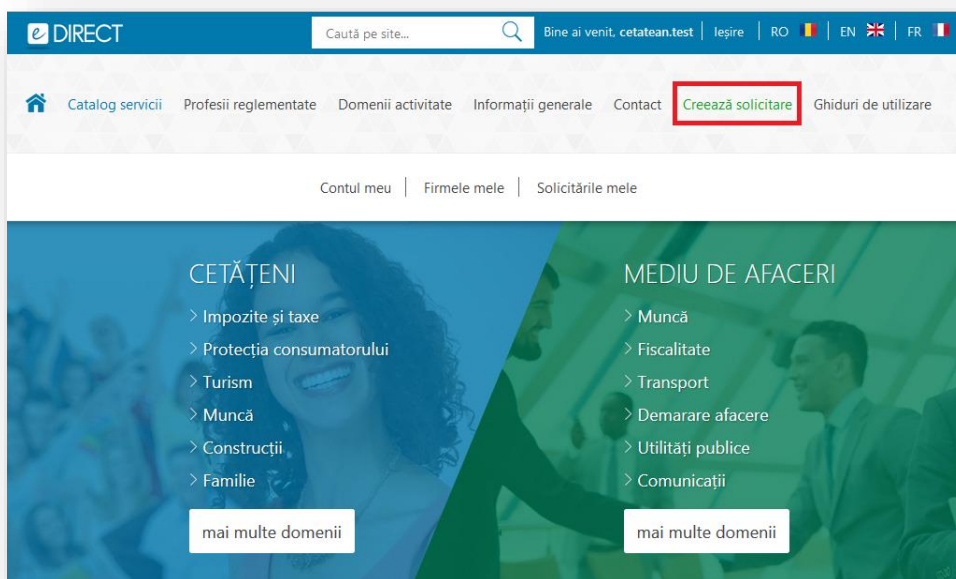 e DIRECT
Caută pe site...
Bine ai venit, cetatean.test | Ieșire | RO | EN | FR
Catalog servicii Profesii reglementate Domenii activitate Informații generale Contact Creează solicitare Ghiduri de utilizare
Contul meu | Firmele mele | Solicitările mele
CETĂȚENI
> Impozite și taxe
> Protecția consumatorului
> Turism
> Muncă
> Construcții
> Familie
mai multe domenii
MEDIU DE AFACERI
> Muncă
> Fiscalitate
> Transport
> Demarare afacere
> Utilități publice
> Comunicații
mai multe domenii